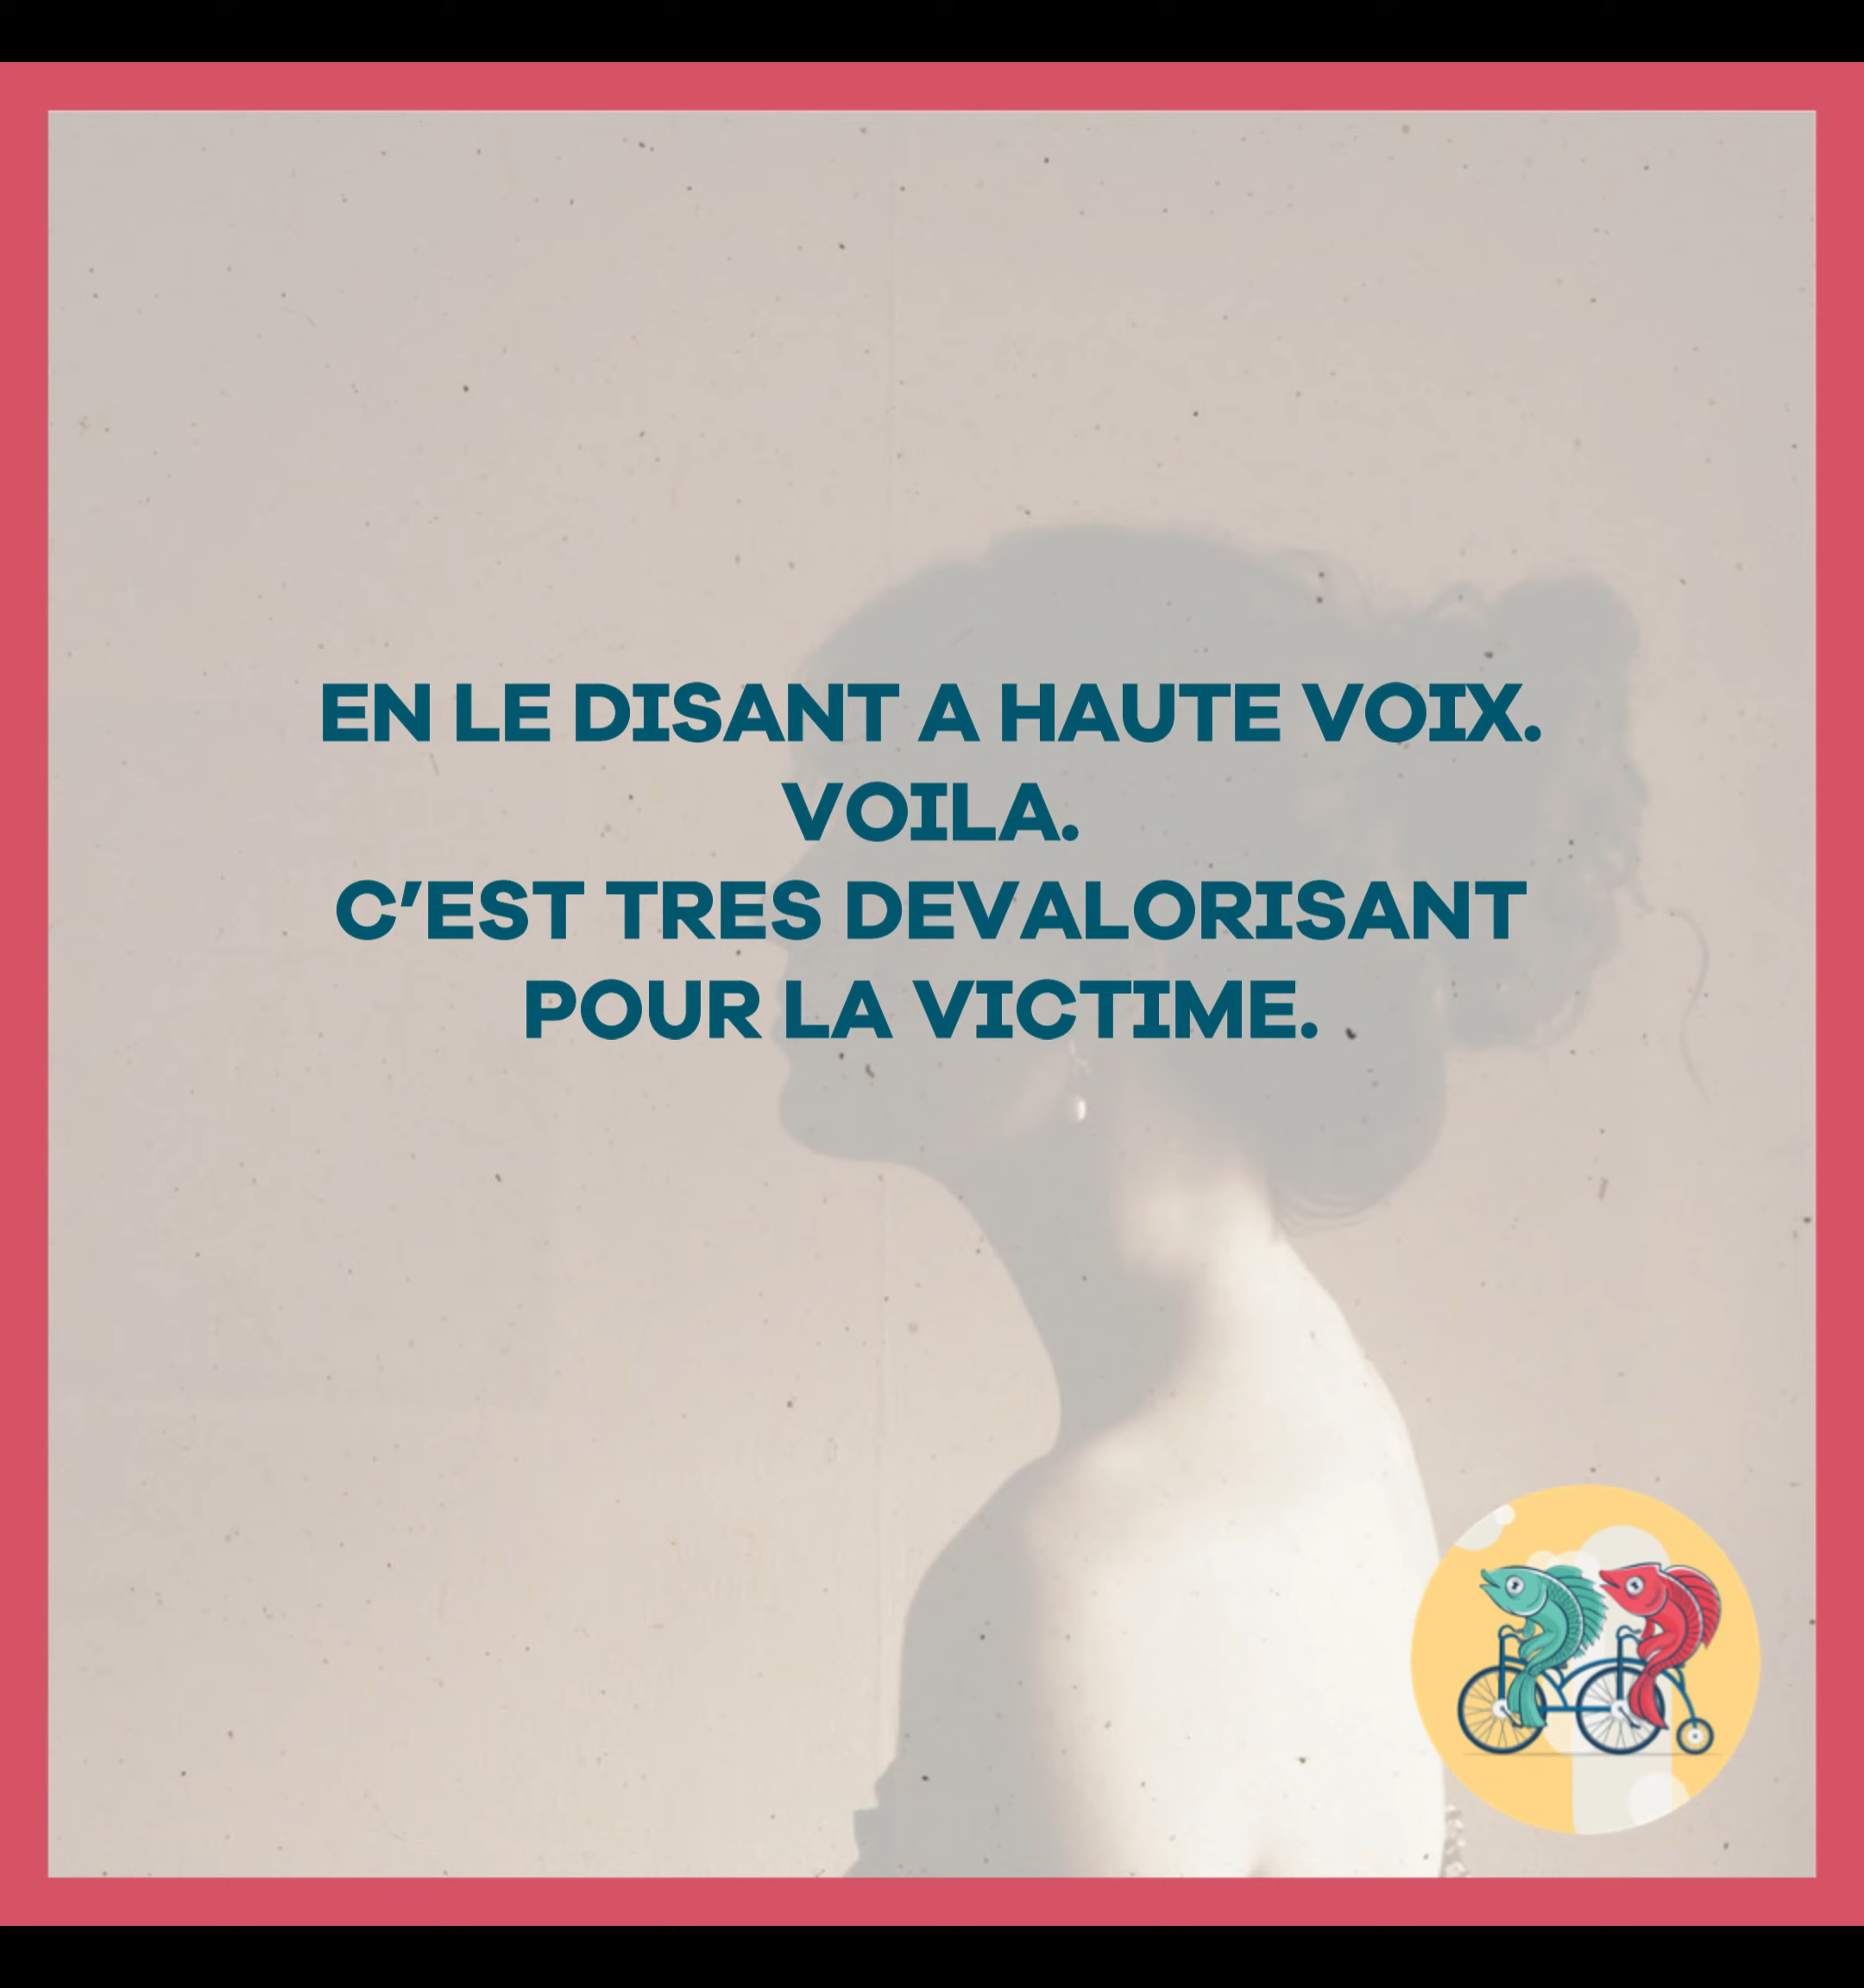 EN LE DISANT A HAUTE VOIX.
VOILA.
C'EST TRES DEVALORISANT
POUR LA VICTIME.